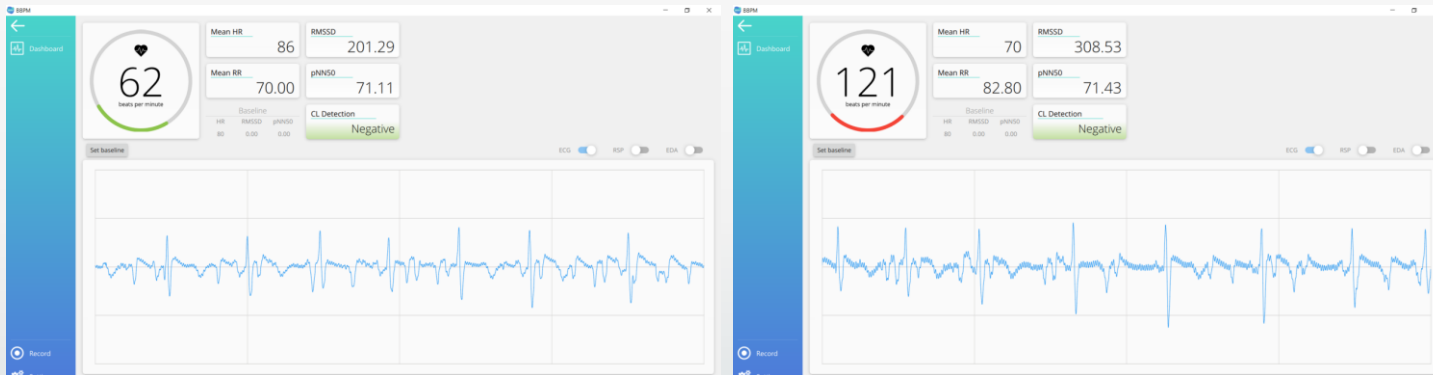 BBPM
Dashboard
62
beats per minute
Mean HR
86
RMSSD
201.29
Mean RR
70.00
pNN50
71.11
Baseline
HR RMSSD pNN50
80 0.00 0.00
CL Detection
Negative
Set baseline
ECG RSP EDA
Record
BBPM
Dashboard
121
beats per minute
Mean HR
70
RMSSD
308.53
Mean RR
82.80
pNN50
71.43
Baseline
HR RMSSD pNN50
80 0.00 0.00
CL Detection
Negative
Set baseline
ECG RSP EDA
Record